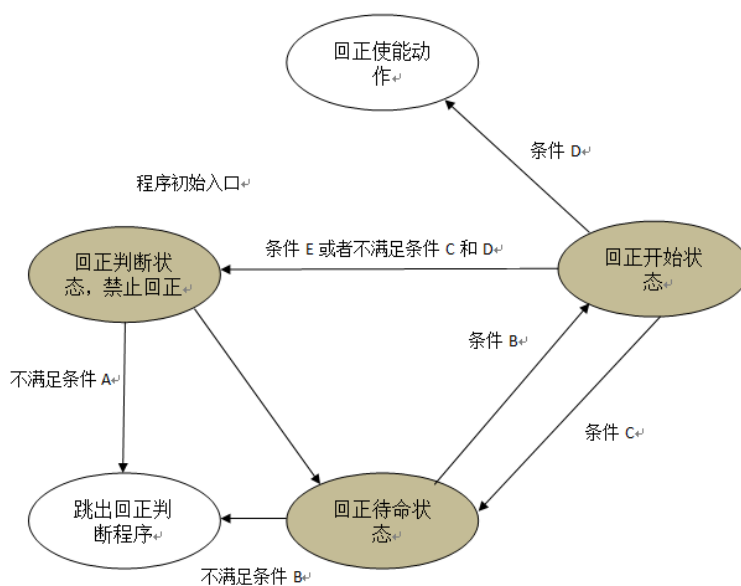 回正使能动
作
条件 D
程序初始入口
条件 E 或者不满足条件 C 和 D
回正判断状
态，禁止回正
回正开始状
态
条件 B
不满足条件 A
条件 C
跳出回正判
断程序
回正待命状
态
不满足条件 B